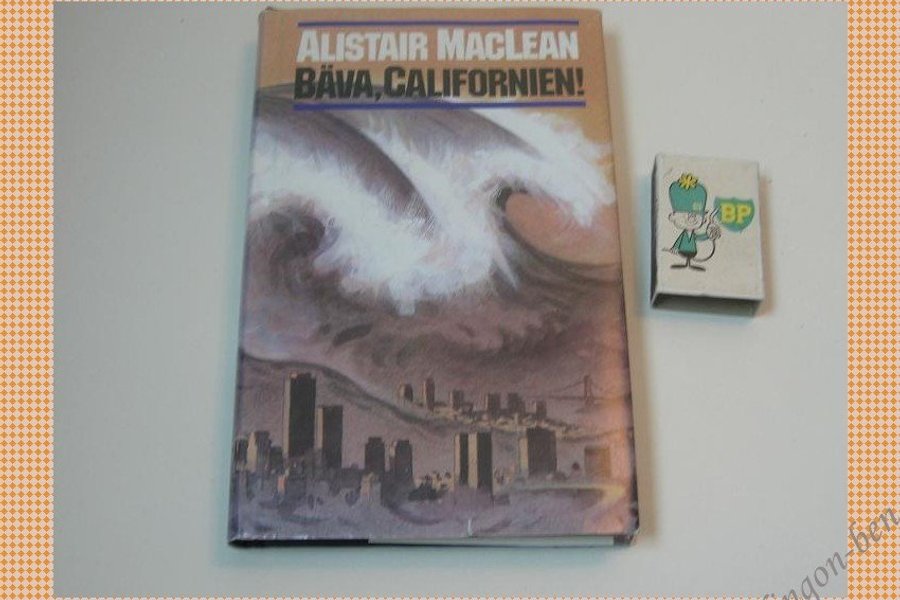 ALISTAIR MACLEAN
BÄVA, CALIFORNIEN!
BP